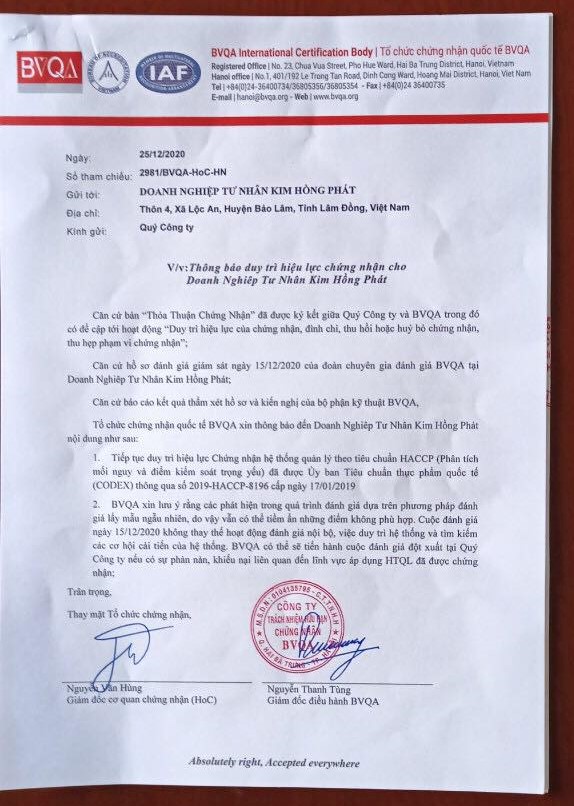 BVQA
IAF
BVQA International Certification Body | Tổ chức chứng nhận quốc tế BVQA
Registered Office | No. 23, Chua Vua Street, Pho Hue Ward, Hai Ba Trung District, Hanoi, Vietnam
Hanoi office | No.1, 401/192 Le Trong Tan Road, Dinh Cong Ward, Hoang Mai District, Hanoi, Viet Nam
Tel | +84(0)24-36400734/36805356/36805354 - Fax | +84(0)24 36400735
E-mail | hanoi@bvqa.org - Web | www.bvqa.org
Ngày: 25/12/2020
Số tham chiếu: 2981/BVQA-HoC-HN
Gửi tới: DOANH NGHIỆP TƯ NHÂN KIM HỒNG PHÁT
Địa chỉ: Thôn 4, Xã Lộc An, Huyện Bảo Lâm, Tỉnh Lâm Đồng, Việt Nam
Kính gửi: Quý Công ty
V/v: Thông báo duy trì hiệu lực chứng nhận cho
Doanh Nghiêp Tư Nhân Kim Hồng Phát
Căn cứ bản “Thỏa Thuận Chứng Nhận” đã được ký kết giữa Quý Công ty và BVQA trong đó
có đề cập tới hoạt động “Duy trì hiệu lực của chứng nhận, đình chỉ, thu hồi hoặc huỷ bỏ chứng nhận,
thu hẹp phạm vi chứng nhận”;
Căn cứ hồ sơ đánh giá giám sát ngày 15/12/2020 của đoàn chuyên gia đánh giá BVQA tại
Doanh Nghiêp Tư Nhân Kim Hồng Phát;
Căn cứ báo cáo kết quả thẩm xét hồ sơ và kiến nghị của bộ phận kỹ thuật BVQA,
Tổ chức chứng nhận quốc tế BVQA xin thông báo đến Doanh Nghiêp Tư Nhân Kim Hồng Phát
nội dung như sau:
1. Tiếp tục duy trì hiệu lực Chứng nhận hệ thống quản lý theo tiêu chuẩn HACCP (Phân tích
mối nguy và điểm kiểm soát trọng yếu) đã được Ủy ban Tiêu chuẩn thực phẩm quốc tế
(CODEX) thông qua số 2019-HACCP-8196 cấp ngày 17/01/2019
2. BVQA xin lưu ý rằng các phát hiện trong quá trình đánh giá dựa trên phương pháp đánh
giá lấy mẫu ngẫu nhiên, do vậy vẫn có thể tiềm ẩn những điểm không phù hợp. Cuộc đánh giá
ngày 15/12/2020 không thay thế hoạt động đánh giá nội bộ, việc duy trì hệ thống và tìm kiếm
các cơ hội cải tiến của hệ thống. BVQA có thể sẽ tiến hành cuộc đánh giá đột xuất tại Quý
Công ty nếu có sự phàn nàn, khiếu nại liên quan đến lĩnh vực áp dụng HTQL đã được chứng
nhận;
Trân trọng,
Thay mặt Tổ chức chứng nhận,
M.S.D.N: 0104135795 - C.T.T.N.H.H
CÔNG TY
TRÁCH NHIỆM HỮU HẠN
CHỨNG NHẬN
BVQA
Q. HAI BÀ TRƯNG - TP. HÀ NỘI
Nguyễn Văn Hùng
Giám đốc cơ quan chứng nhận (HoC)
Nguyễn Thanh Tùng
Giám đốc điều hành BVQA
Absolutely right, Accepted everywhere